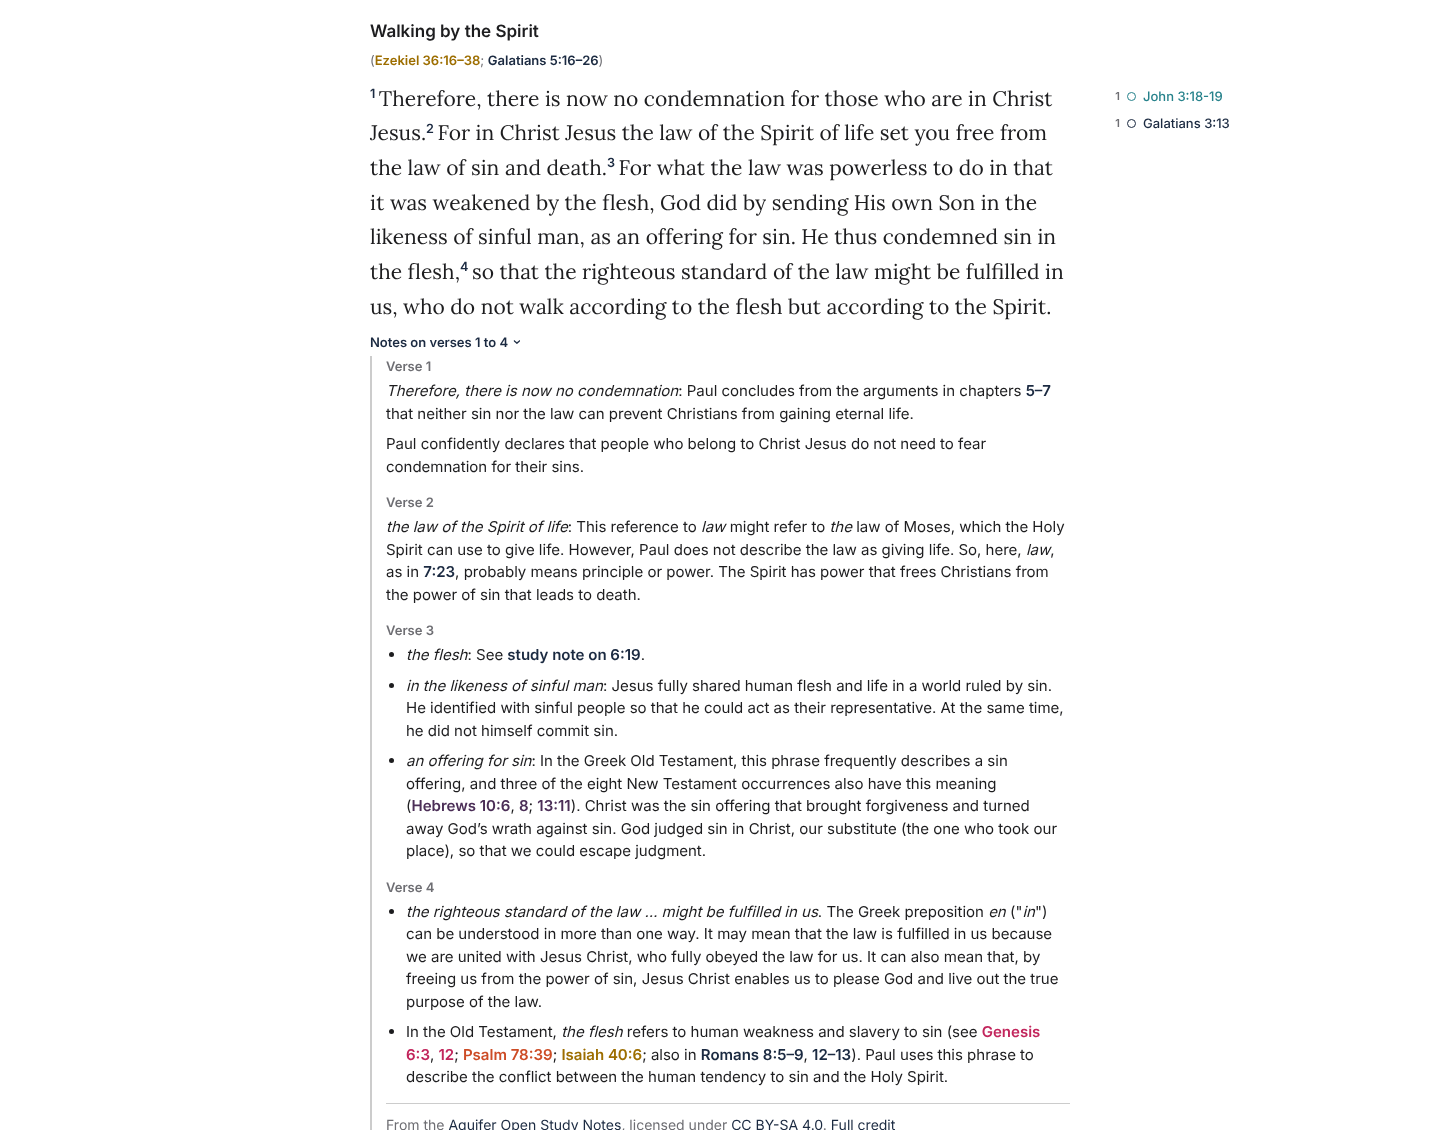 Walking by the Spirit
(Ezekiel 36:16–38; Galatians 5:16–26)
1 Therefore, there is now no condemnation for those who are in Christ
Jesus. 2 For in Christ Jesus the law of the Spirit of life set you free from
the law of sin and death. 3 For what the law was powerless to do in that
it was weakened by the flesh, God did by sending His own Son in the
likeness of sinful man, as an offering for sin. He thus condemned sin in
the flesh, 4 so that the righteous standard of the law might be fulfilled in
us, who do not walk according to the flesh but according to the Spirit.
1 John 3:18-19
1 Galatians 3:13
Notes on verses 1 to 4
Verse 1
Therefore, there is now no condemnation: Paul concludes from the arguments in chapters 5–7
that neither sin nor the law can prevent Christians from gaining eternal life.
Paul confidently declares that people who belong to Christ Jesus do not need to fear
condemnation for their sins.
Verse 2
the law of the Spirit of life: This reference to law might refer to the law of Moses, which the Holy
Spirit can use to give life. However, Paul does not describe the law as giving life. So, here, law,
as in 7:23, probably means principle or power. The Spirit has power that frees Christians from
the power of sin that leads to death.
Verse 3
• the flesh: See study note on 6:19.
• in the likeness of sinful man: Jesus fully shared human flesh and life in a world ruled by sin.
He identified with sinful people so that he could act as their representative. At the same time,
he did not himself commit sin.
• an offering for sin: In the Greek Old Testament, this phrase frequently describes a sin
offering, and three of the eight New Testament occurrences also have this meaning
(Hebrews 10:6, 8; 13:11). Christ was the sin offering that brought forgiveness and turned
away God’s wrath against sin. God judged sin in Christ, our substitute (the one who took our
place), so that we could escape judgment.
Verse 4
• the righteous standard of the law … might be fulfilled in us. The Greek preposition en ("in")
can be understood in more than one way. It may mean that the law is fulfilled in us because
we are united with Jesus Christ, who fully obeyed the law for us. It can also mean that, by
freeing us from the power of sin, Jesus Christ enables us to please God and live out the true
purpose of the law.
• In the Old Testament, the flesh refers to human weakness and slavery to sin (see Genesis
6:3, 12; Psalm 78:39; Isaiah 40:6; also in Romans 8:5–9, 12–13). Paul uses this phrase to
describe the conflict between the human tendency to sin and the Holy Spirit.
From the Aquifer Open Study Notes, licensed under CC BY-SA 4.0. Full credit